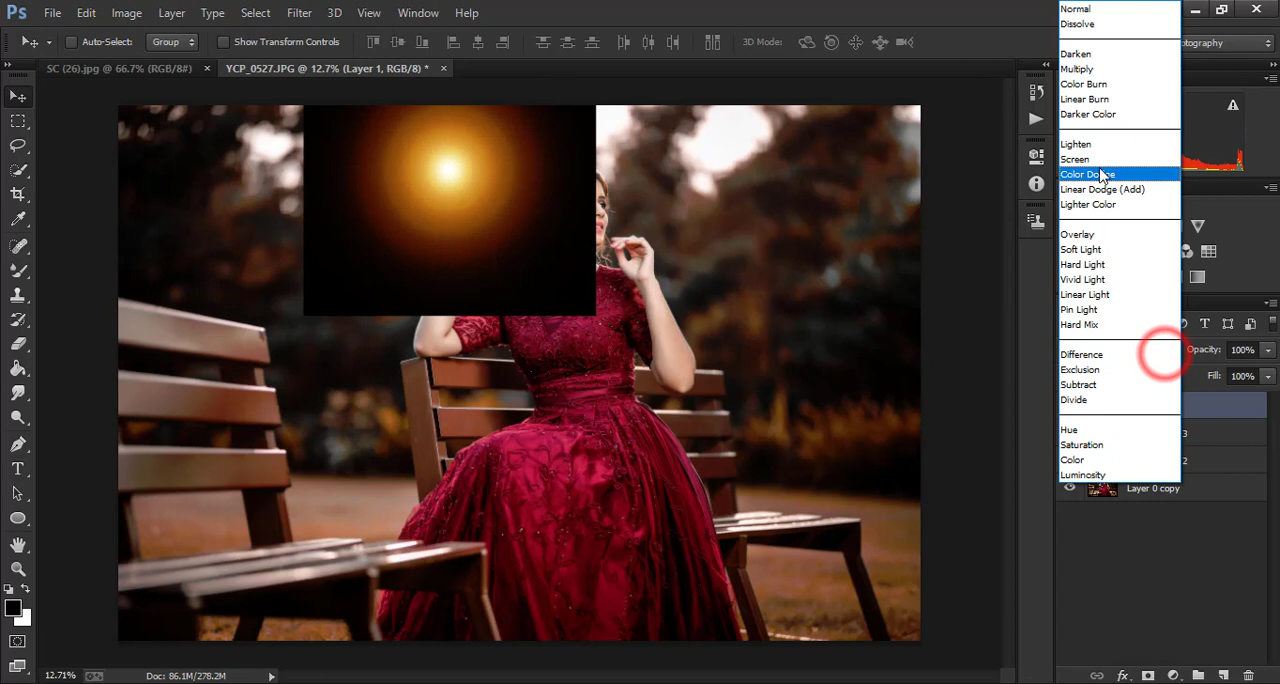 Ps File Edit Image Layer Type Select Filter 3D View Window Help
Auto-Select: Group Show Transform Controls 3D Mode: otography
SC (26).jpg @ 66.7% (RGB/8#) × YCP_0527.JPG @ 12.7% (Layer 1, RGB/8) * ×
Normal
Dissolve
Darken
Multiply
Color Burn
Linear Burn
Darker Color
Lighten
Screen
Color Dodge
Linear Dodge (Add)
Lighter Color
Overlay
Soft Light
Hard Light
Vivid Light
Linear Light
Pin Light
Hard Mix
Difference
Exclusion
Subtract
Divide
Hue
Saturation
Color
Luminosity
Opacity: 100%
Fill: 100%
3
2
Layer 0 copy
12.71% Doc: 86.1M/278.2M